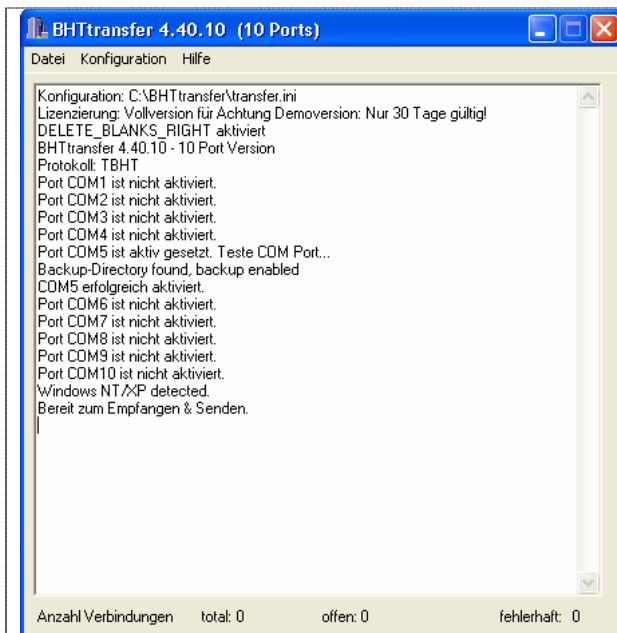 BHTtransfer 4.40.10 (10 Ports)
Datei Konfiguration Hilfe
Konfiguration: C:\BHTtransfer\transfer.ini
Lizenzierung: Vollversion für Achtung Demoversion: Nur 30 Tage gültig!
DELETE_BLANKS_RIGHT aktiviert
BHTtransfer 4.40.10 - 10 Port Version
Protokoll: TBHT
Port COM1 ist nicht aktiviert.
Port COM2 ist nicht aktiviert.
Port COM3 ist nicht aktiviert.
Port COM4 ist nicht aktiviert.
Port COM5 ist aktiv gesetzt. Teste COM Port...
Backup-Directory found, backup enabled
COM5 erfolgreich aktiviert.
Port COM6 ist nicht aktiviert.
Port COM7 ist nicht aktiviert.
Port COM8 ist nicht aktiviert.
Port COM9 ist nicht aktiviert.
Port COM10 ist nicht aktiviert.
Windows NT/XP detected.
Bereit zum Empfangen & Senden.
Anzahl Verbindungen total: 0 offen: 0 fehlerhaft: 0